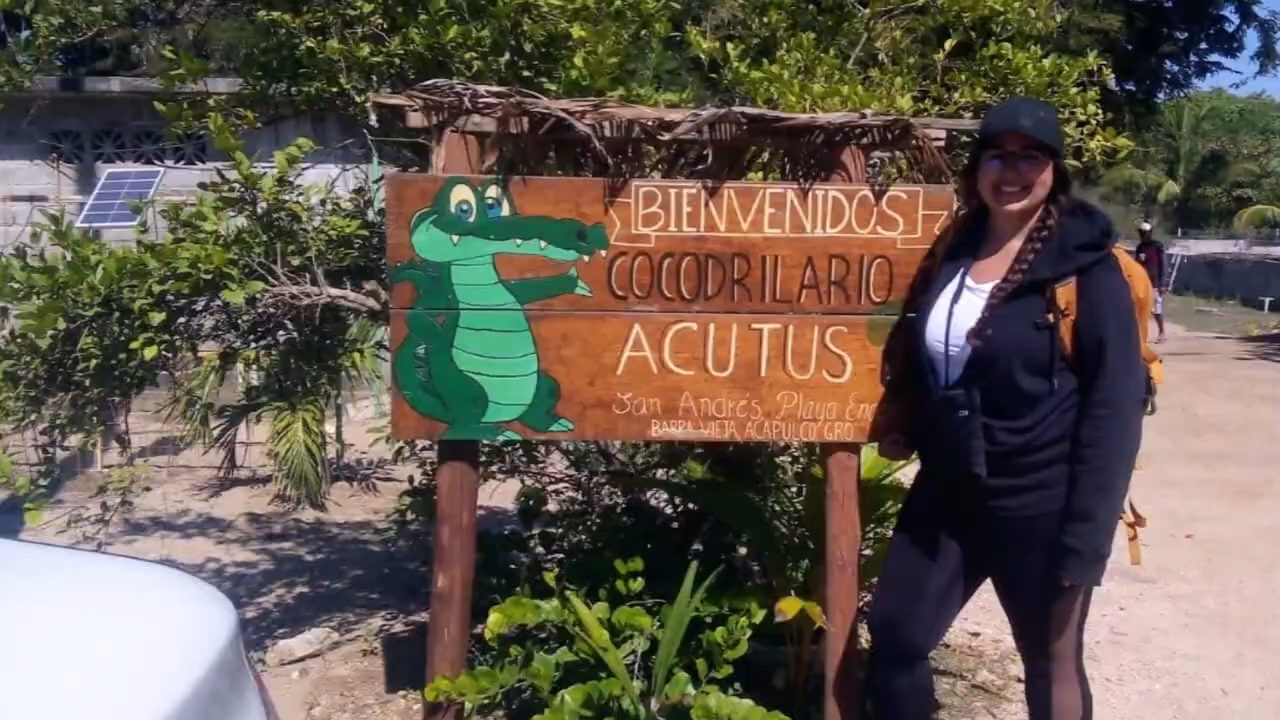 BIENVENIDOS
COCODRILARIO
ACUTUS
San Andrés, Playa
BARRA VIEJA, ACAPULCO GRO